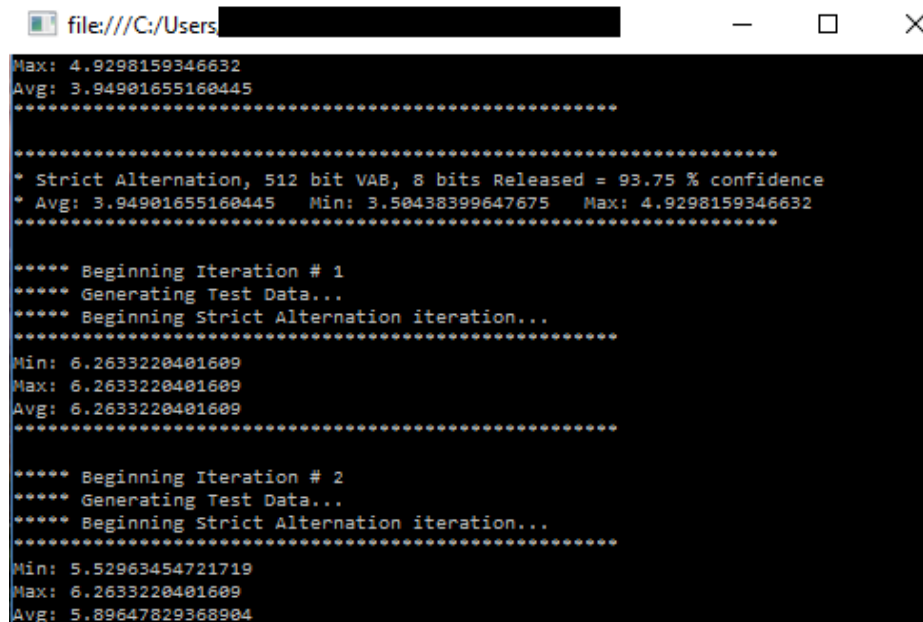 file:///C:/Users/
Max: 4.9298159346632
Avg: 3.94901655160445
******************************************************
********************************************************************
* Strict Alternation, 512 bit VAB, 8 bits Released = 93.75 % confidence
* Avg: 3.94901655160445   Min: 3.50438399647675   Max: 4.9298159346632
********************************************************************
***** Beginning Iteration # 1
***** Generating Test Data...
***** Beginning Strict Alternation iteration...
******************************************************
Min: 6.2633220401609
Max: 6.2633220401609
Avg: 6.2633220401609
******************************************************
***** Beginning Iteration # 2
***** Generating Test Data...
***** Beginning Strict Alternation iteration...
******************************************************
Min: 5.52963454721719
Max: 6.2633220401609
Avg: 5.89647829368904